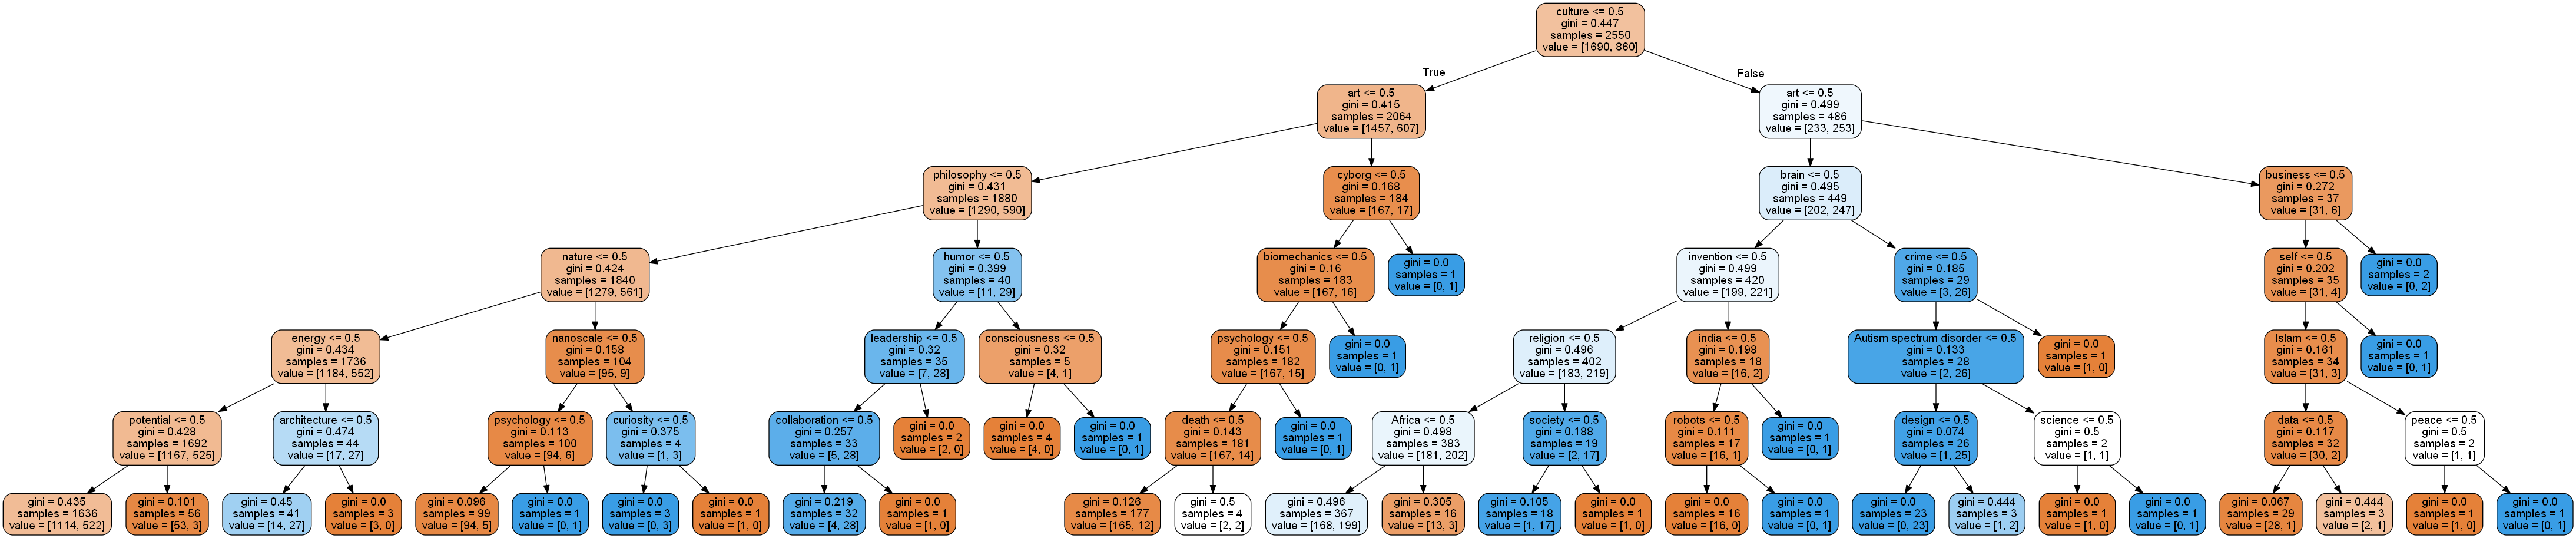 culture <= 0.5
gini = 0.447
samples = 2550
value = [1690, 860]
True
False
art <= 0.5
gini = 0.415
samples = 2064
value = [1457, 607]
art <= 0.5
gini = 0.499
samples = 486
value = [233, 253]
philosophy <= 0.5
gini = 0.431
samples = 1880
value = [1290, 590]
cyborg <= 0.5
gini = 0.168
samples = 184
value = [167, 17]
brain <= 0.5
gini = 0.495
samples = 449
value = [202, 247]
business <= 0.5
gini = 0.272
samples = 37
value = [31, 6]
nature <= 0.5
gini = 0.424
samples = 1840
value = [1279, 561]
humor <= 0.5
gini = 0.399
samples = 40
value = [11, 29]
biomechanics <= 0.5
gini = 0.16
samples = 183
value = [167, 16]
gini = 0.0
samples = 1
value = [0, 1]
invention <= 0.5
gini = 0.499
samples = 420
value = [199, 221]
crime <= 0.5
gini = 0.185
samples = 29
value = [3, 26]
self <= 0.5
gini = 0.202
samples = 35
value = [31, 4]
gini = 0.0
samples = 2
value = [0, 2]
energy <= 0.5
gini = 0.434
samples = 1736
value = [1184, 552]
nanoscale <= 0.5
gini = 0.158
samples = 104
value = [95, 9]
leadership <= 0.5
gini = 0.32
samples = 35
value = [7, 28]
consciousness <= 0.5
gini = 0.32
samples = 5
value = [4, 1]
psychology <= 0.5
gini = 0.151
samples = 182
value = [167, 15]
gini = 0.0
samples = 1
value = [0, 1]
religion <= 0.5
gini = 0.496
samples = 402
value = [183, 219]
india <= 0.5
gini = 0.198
samples = 18
value = [16, 2]
Autism spectrum disorder <= 0.5
gini = 0.133
samples = 28
value = [2, 26]
gini = 0.0
samples = 1
value = [1, 0]
Islam <= 0.5
gini = 0.161
samples = 34
value = [31, 3]
gini = 0.0
samples = 1
value = [0, 1]
potential <= 0.5
gini = 0.428
samples = 1692
value = [1167, 525]
architecture <= 0.5
gini = 0.474
samples = 44
value = [17, 27]
psychology <= 0.5
gini = 0.113
samples = 100
value = [94, 6]
curiosity <= 0.5
gini = 0.375
samples = 4
value = [1, 3]
collaboration <= 0.5
gini = 0.257
samples = 33
value = [5, 28]
gini = 0.0
samples = 2
value = [2, 0]
gini = 0.0
samples = 4
value = [4, 0]
gini = 0.0
samples = 1
value = [0, 1]
death <= 0.5
gini = 0.143
samples = 181
value = [167, 14]
gini = 0.0
samples = 1
value = [0, 1]
Africa <= 0.5
gini = 0.498
samples = 383
value = [181, 202]
society <= 0.5
gini = 0.188
samples = 19
value = [2, 17]
robots <= 0.5
gini = 0.111
samples = 17
value = [16, 1]
gini = 0.0
samples = 1
value = [0, 1]
design <= 0.5
gini = 0.074
samples = 26
value = [1, 25]
science <= 0.5
gini = 0.5
samples = 2
value = [1, 1]
data <= 0.5
gini = 0.117
samples = 32
value = [30, 2]
peace <= 0.5
gini = 0.5
samples = 2
value = [1, 1]
gini = 0.435
samples = 1636
value = [1114, 522]
gini = 0.101
samples = 56
value = [53, 3]
gini = 0.45
samples = 41
value = [14, 27]
gini = 0.0
samples = 3
value = [3, 0]
gini = 0.096
samples = 99
value = [94, 5]
gini = 0.0
samples = 1
value = [0, 1]
gini = 0.0
samples = 3
value = [0, 3]
gini = 0.0
samples = 1
value = [1, 0]
gini = 0.219
samples = 32
value = [4, 28]
gini = 0.0
samples = 1
value = [1, 0]
gini = 0.126
samples = 177
value = [165, 12]
gini = 0.5
samples = 4
value = [2, 2]
gini = 0.496
samples = 367
value = [168, 199]
gini = 0.305
samples = 16
value = [13, 3]
gini = 0.105
samples = 18
value = [1, 17]
gini = 0.0
samples = 1
value = [1, 0]
gini = 0.0
samples = 16
value = [16, 0]
gini = 0.0
samples = 1
value = [0, 1]
gini = 0.0
samples = 23
value = [0, 23]
gini = 0.444
samples = 3
value = [1, 2]
gini = 0.0
samples = 1
value = [1, 0]
gini = 0.0
samples = 1
value = [0, 1]
gini = 0.067
samples = 29
value = [28, 1]
gini = 0.444
samples = 3
value = [2, 1]
gini = 0.0
samples = 1
value = [1, 0]
gini = 0.0
samples = 1
value = [0, 1]